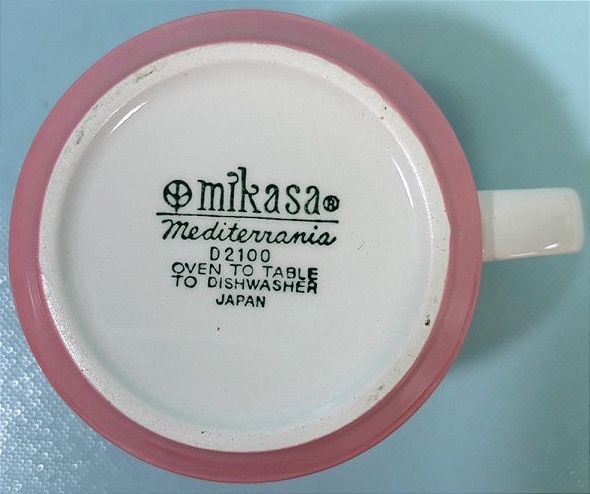 mikasa®
Mediterrania
D2100
OVEN TO TABLE
TO DISHWASHER
JAPAN